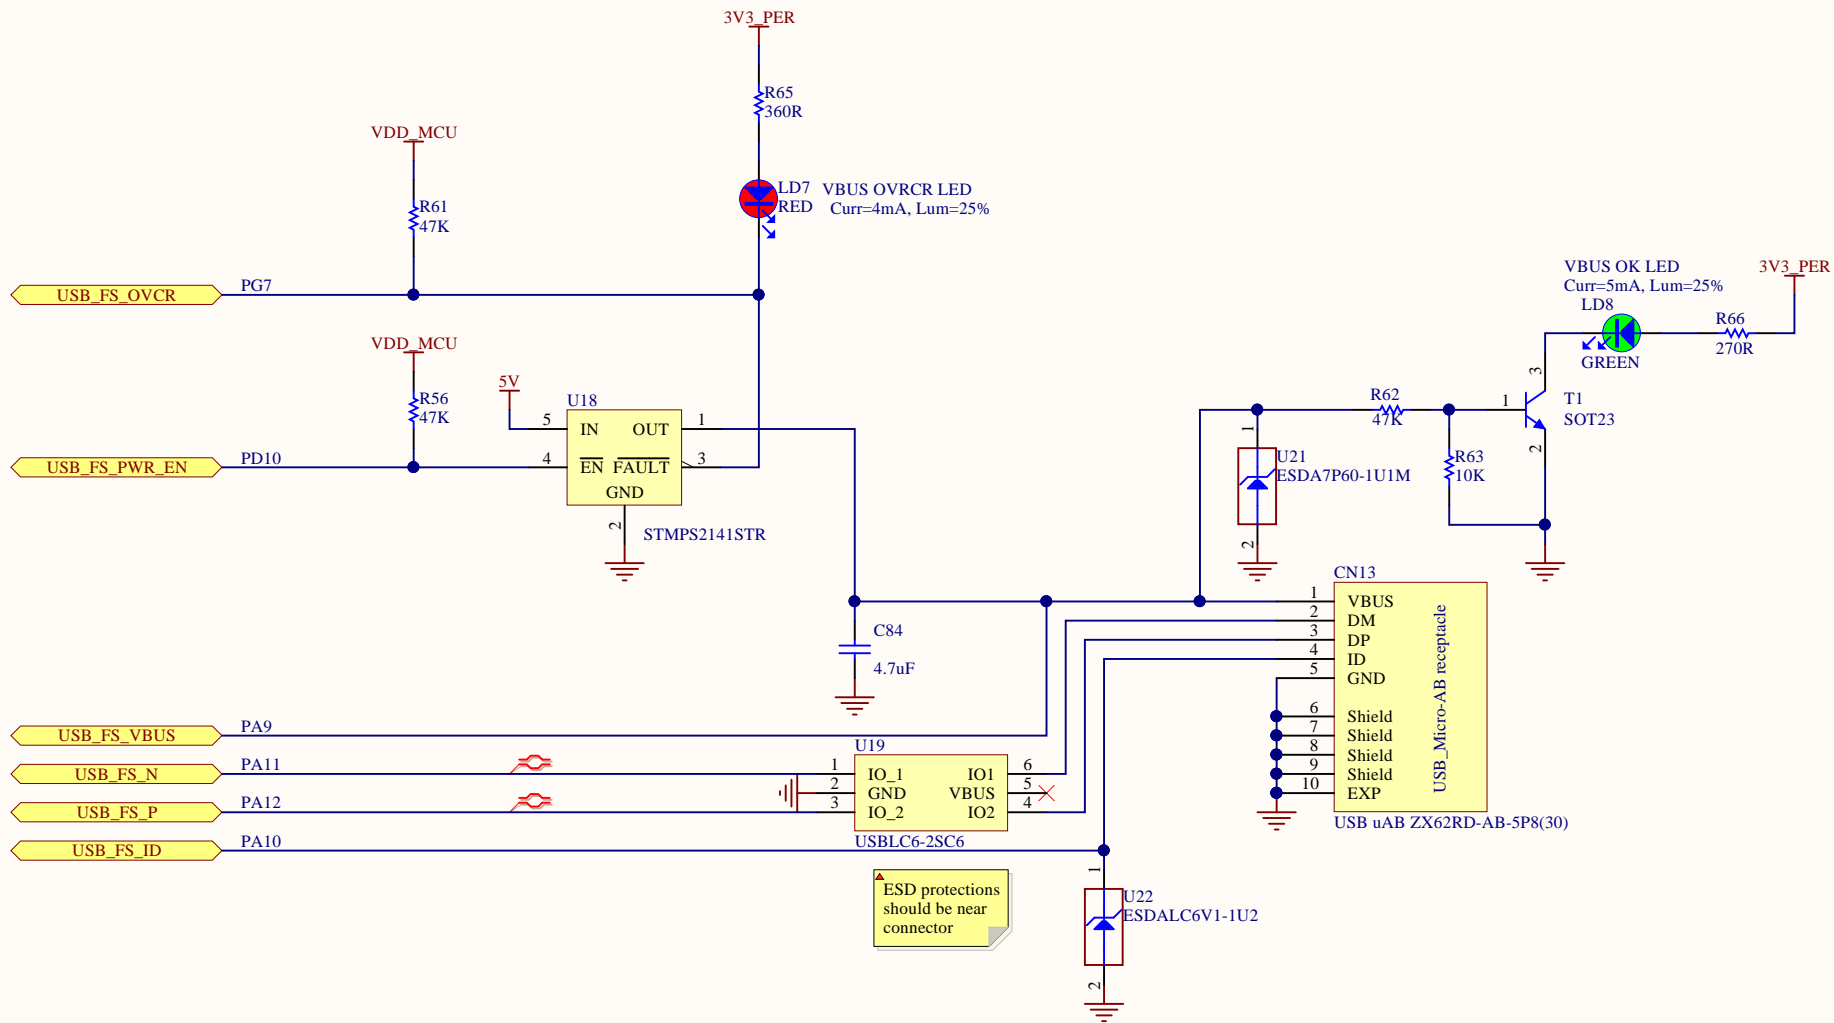 3V3_PER
R65
360R
VDD_MCU
LD7
RED
VBUS OVRCR LED
Curr=4mA, Lum=25%
R61
47K
USB_FS_OVCR
PG7
VBUS OK LED
Curr=5mA, Lum=25%
LD8
GREEN
3V3_PER
R66
270R
VDD_MCU
R56
47K
5V
U18
5
IN
OUT
1
USB_FS_PWR_EN
PD10
4
EN
FAULT
3
GND
2
STMPS2141STR
R62
47K
1
3
2
T1
SOT23
R63
10K
1
U21
ESDA7P60-1U1M
2
CN13
1
VBUS
2
DM
3
DP
4
ID
5
GND
6
Shield
7
Shield
8
Shield
9
Shield
10
EXP
USB_Micro-AB receptacle
USB uAB ZX62RD-AB-5P8(30)
C84
4.7uF
USB_FS_VBUS
PA9
USB_FS_N
PA11
USB_FS_P
PA12
USB_FS_ID
PA10
U19
1
IO_1
IO1
6
2
GND
VBUS
5
3
IO_2
IO2
4
USBLC6-2SC6
ESD protections
should be near
connector
1
U22
ESDALC6V1-1U2
2